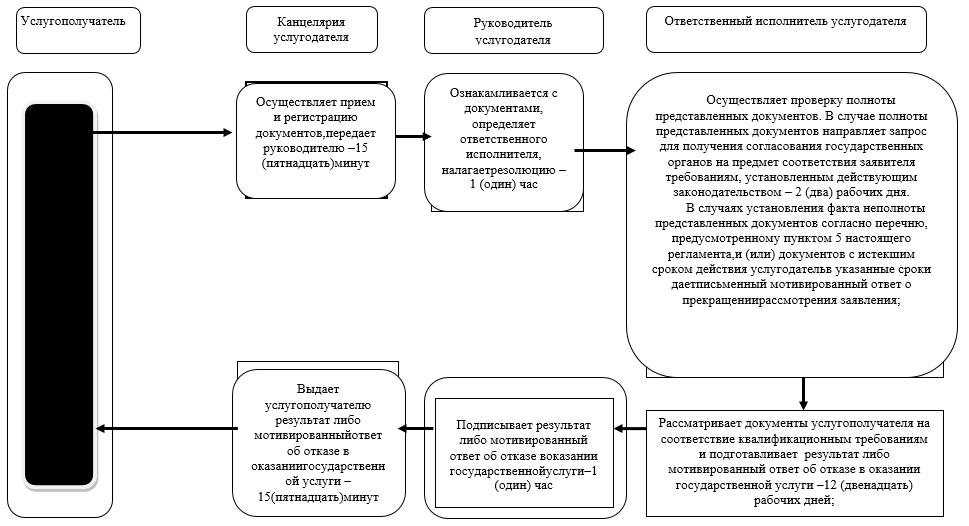 Услугополучатель
Канцелярия
услугодателя
Руководитель
услугодателя
Ответственный исполнитель услугодателя
Осуществляет прием
и регистрацию
документов,передает
руководителю –15
(пятнадцать)минут
Ознакамливается с
документами,
определяет
ответственного
исполнителя,
налагаетрезолюцию –
1 (один) час
Осуществляет проверку полноты
представленных документов. В случае полноты
представленных документов направляет запрос
для получения согласования государственных
органов на предмет соответствия заявителя
требованиям, установленным действующим
законодательством – 2 (два) рабочих дня.
В случаях установления факта неполноты
представленных документов согласно перечню,
предусмотренному пунктом 5 настоящего
регламента,и (или) документов с истекшим
сроком действия услугодательв указанные сроки
даетписьменный мотивированный ответ о
прекращениирассмотрения заявления;
Выдает
услугополучателю
результат либо
мотивированныйответ
об отказе в
оказаниигосударственн
ой услуги –
15(пятнадцать)минут
Подписывает результат
либо мотивированный
ответ об отказе воказании
государственнойуслуги–1
(один) час
Рассматривает документы услугополучателя на
соответствие квалификационным требованиям
и подготавливает результат либо
мотивированный ответ об отказе в оказании
государственной услуги –12 (двенадцать)
рабочих дней;